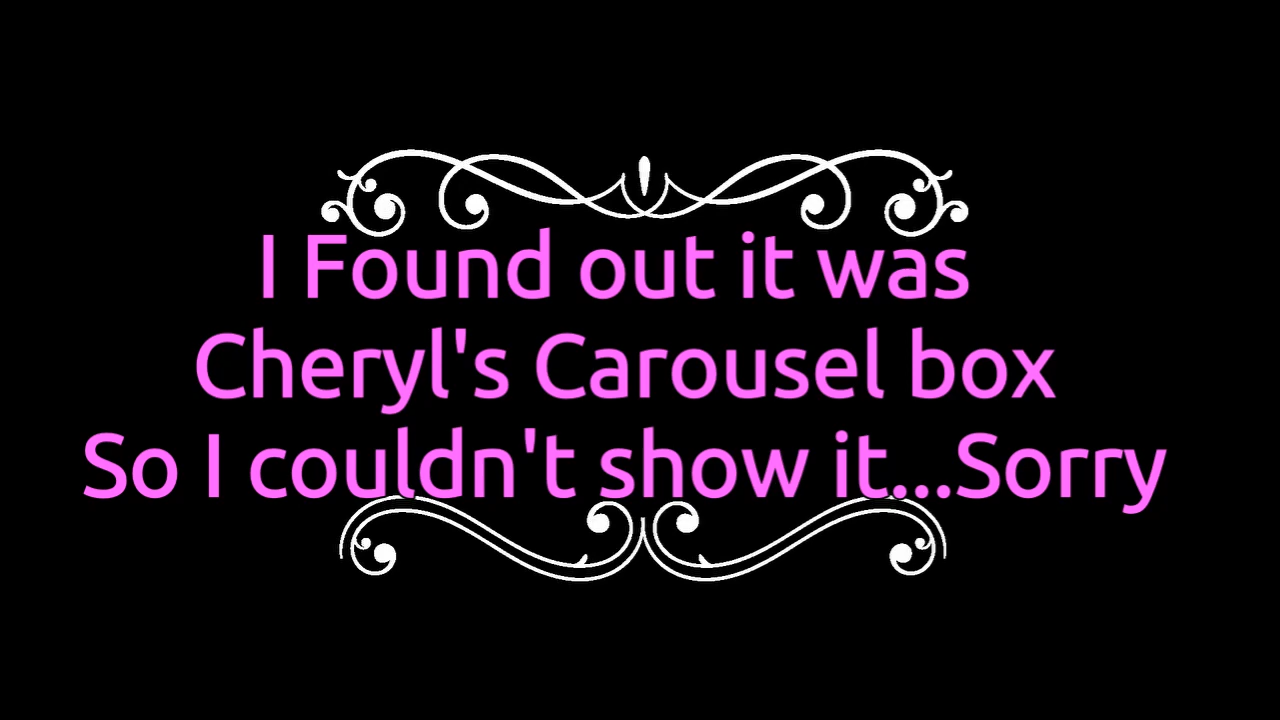 I Found out it was
Cheryl's Carousel box
So I couldn't show it...Sorry